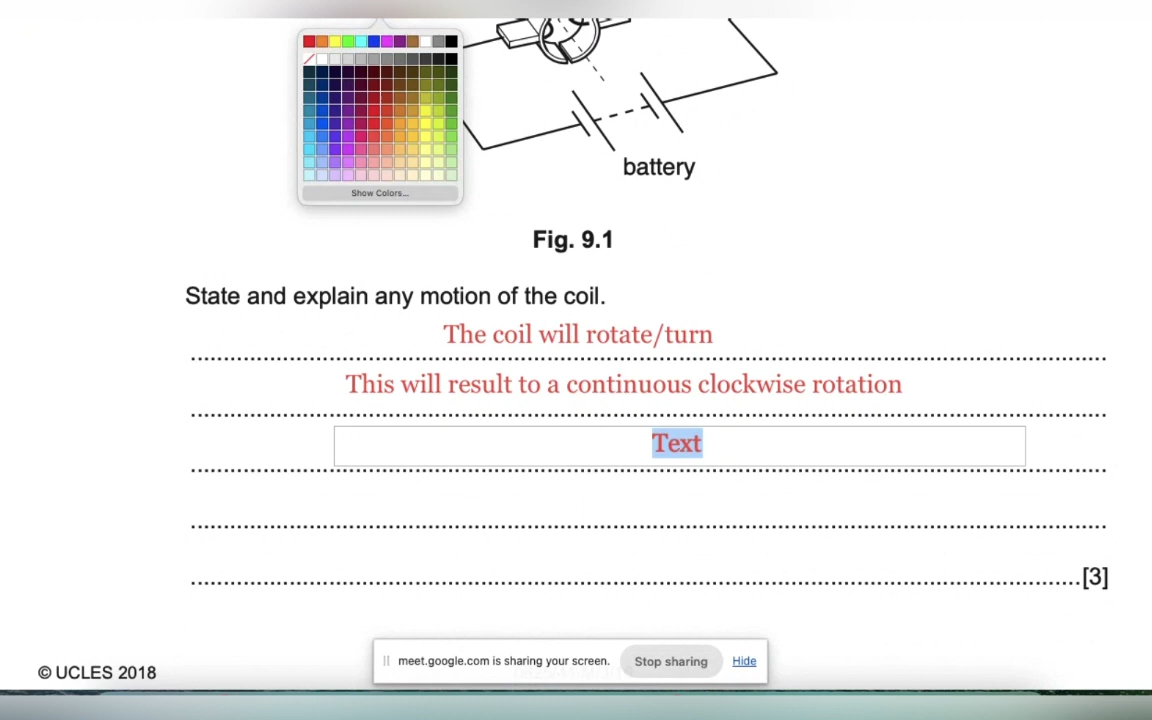 Show Colors...
battery
Fig. 9.1
State and explain any motion of the coil.
The coil will rotate/turn
This will result to a continuous clockwise rotation
Text
[3]
meet.google.com is sharing your screen.
Stop sharing
Hide
© UCLES 2018